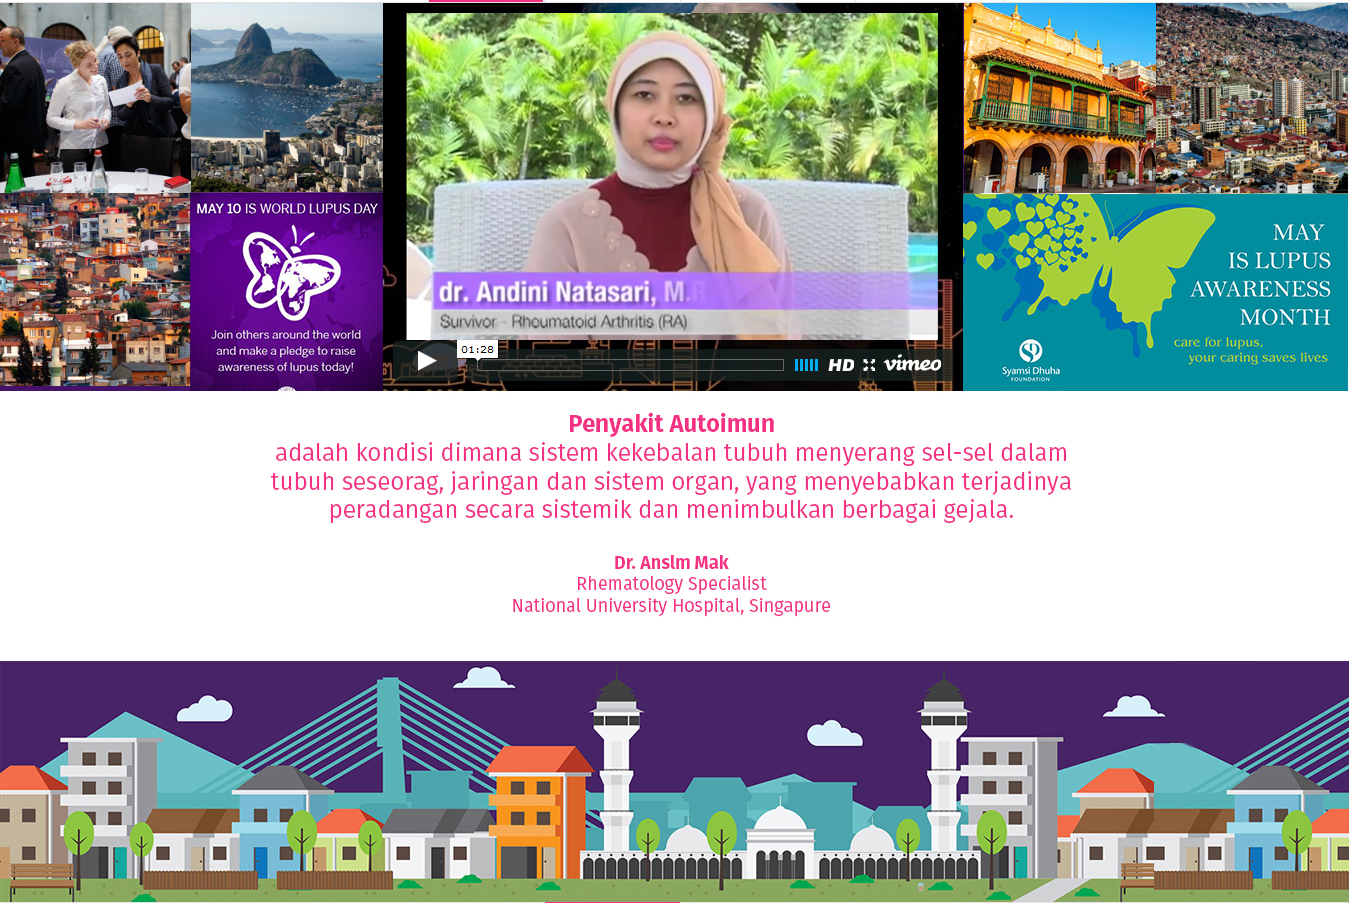 MAY 10 IS WORLD LUPUS DAY
Join others around the world
and make a pledge to raise
awareness of lupus today!
dr. Andini Natasari, M.R
Survivor - Rheumatoid Arthritis (RA)
01:28
HD
vimeo
MAY
IS LUPUS
AWARENESS
MONTH
care for lupus,
your caring saves lives
Syamsi Dhuha
FOUNDATION
Penyakit Autoimun
adalah kondisi dimana sistem kekebalan tubuh menyerang sel-sel dalam
tubuh seseorag, jaringan dan sistem organ, yang menyebabkan terjadinya
peradangan secara sistemik dan menimbulkan berbagai gejala.
Dr. Anslm Mak
Rhematology Specialist
National University Hospital, Singapure